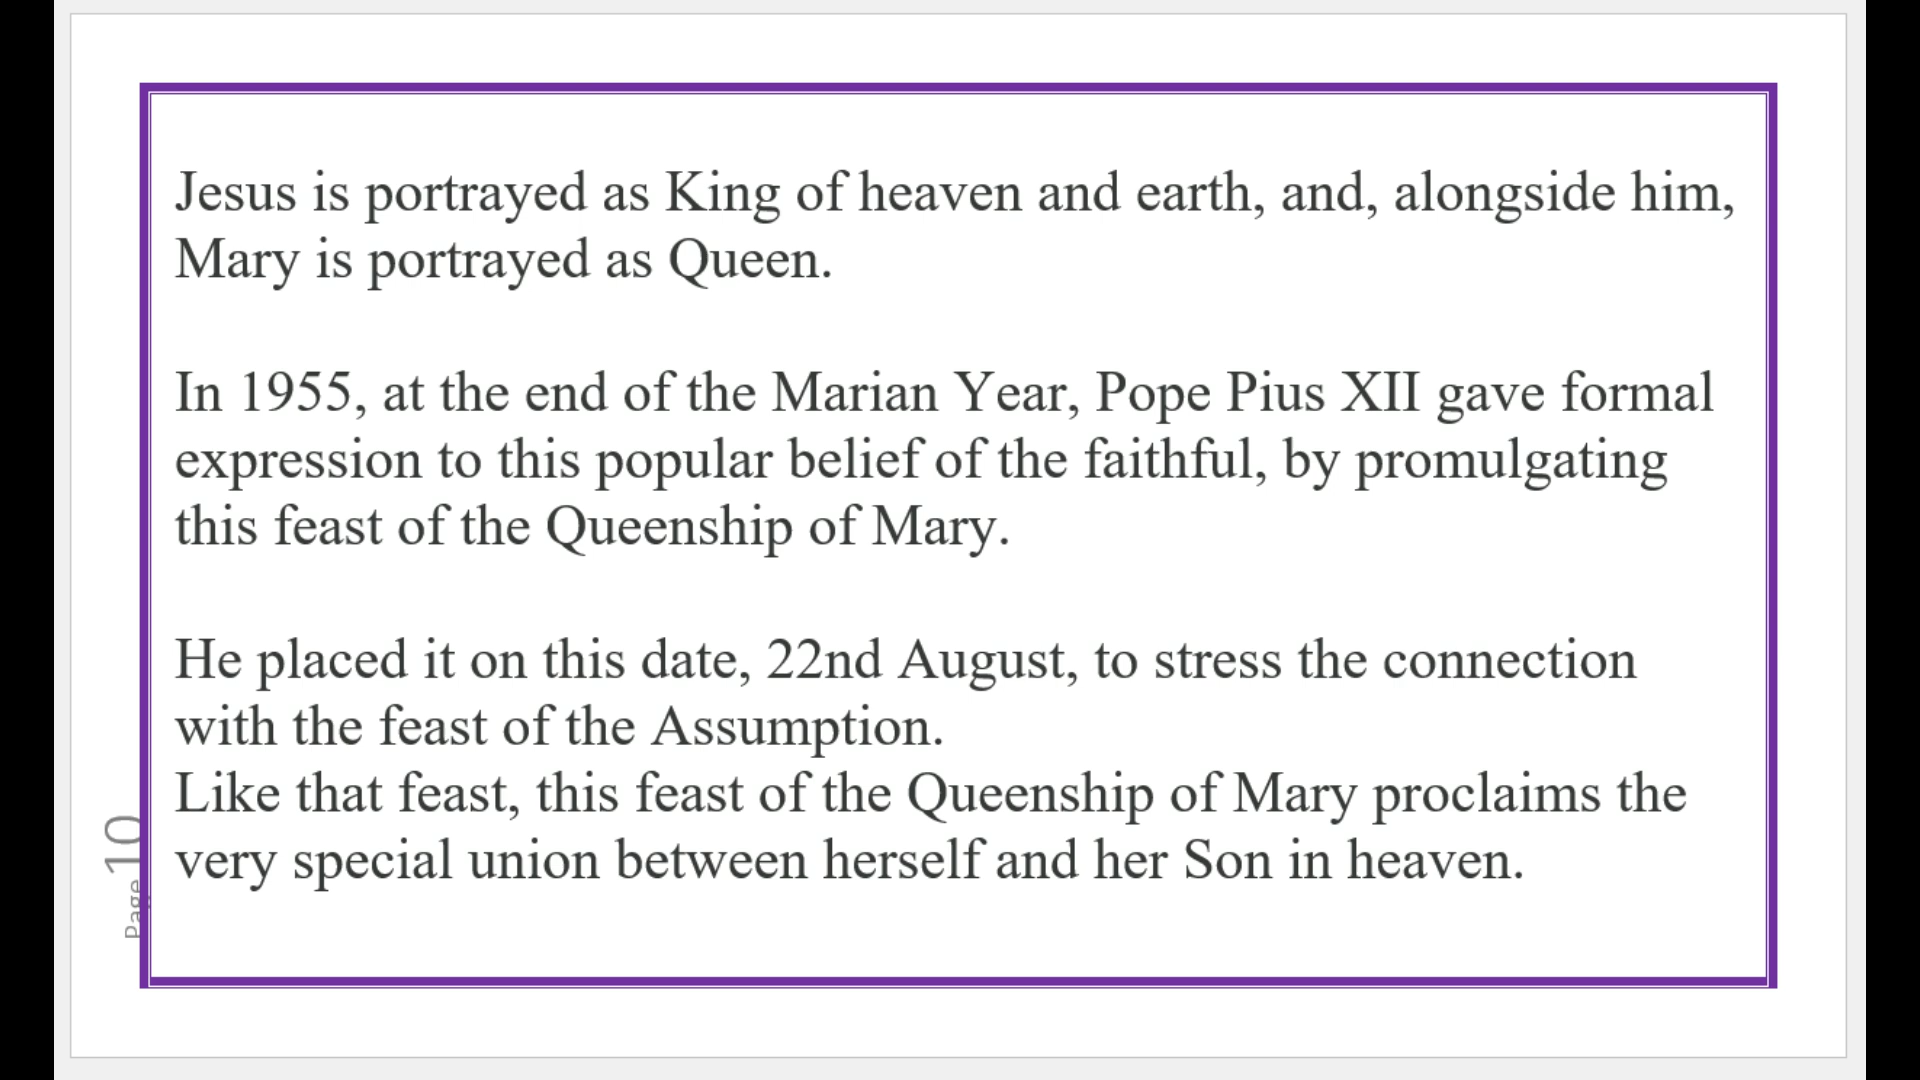 Jesus is portrayed as King of heaven and earth, and, alongside him,
Mary is portrayed as Queen.
In 1955, at the end of the Marian Year, Pope Pius XII gave formal
expression to this popular belief of the faithful, by promulgating
this feast of the Queenship of Mary.
He placed it on this date, 22nd August, to stress the connection
with the feast of the Assumption.
Like that feast, this feast of the Queenship of Mary proclaims the
very special union between herself and her Son in heaven.
Page 10